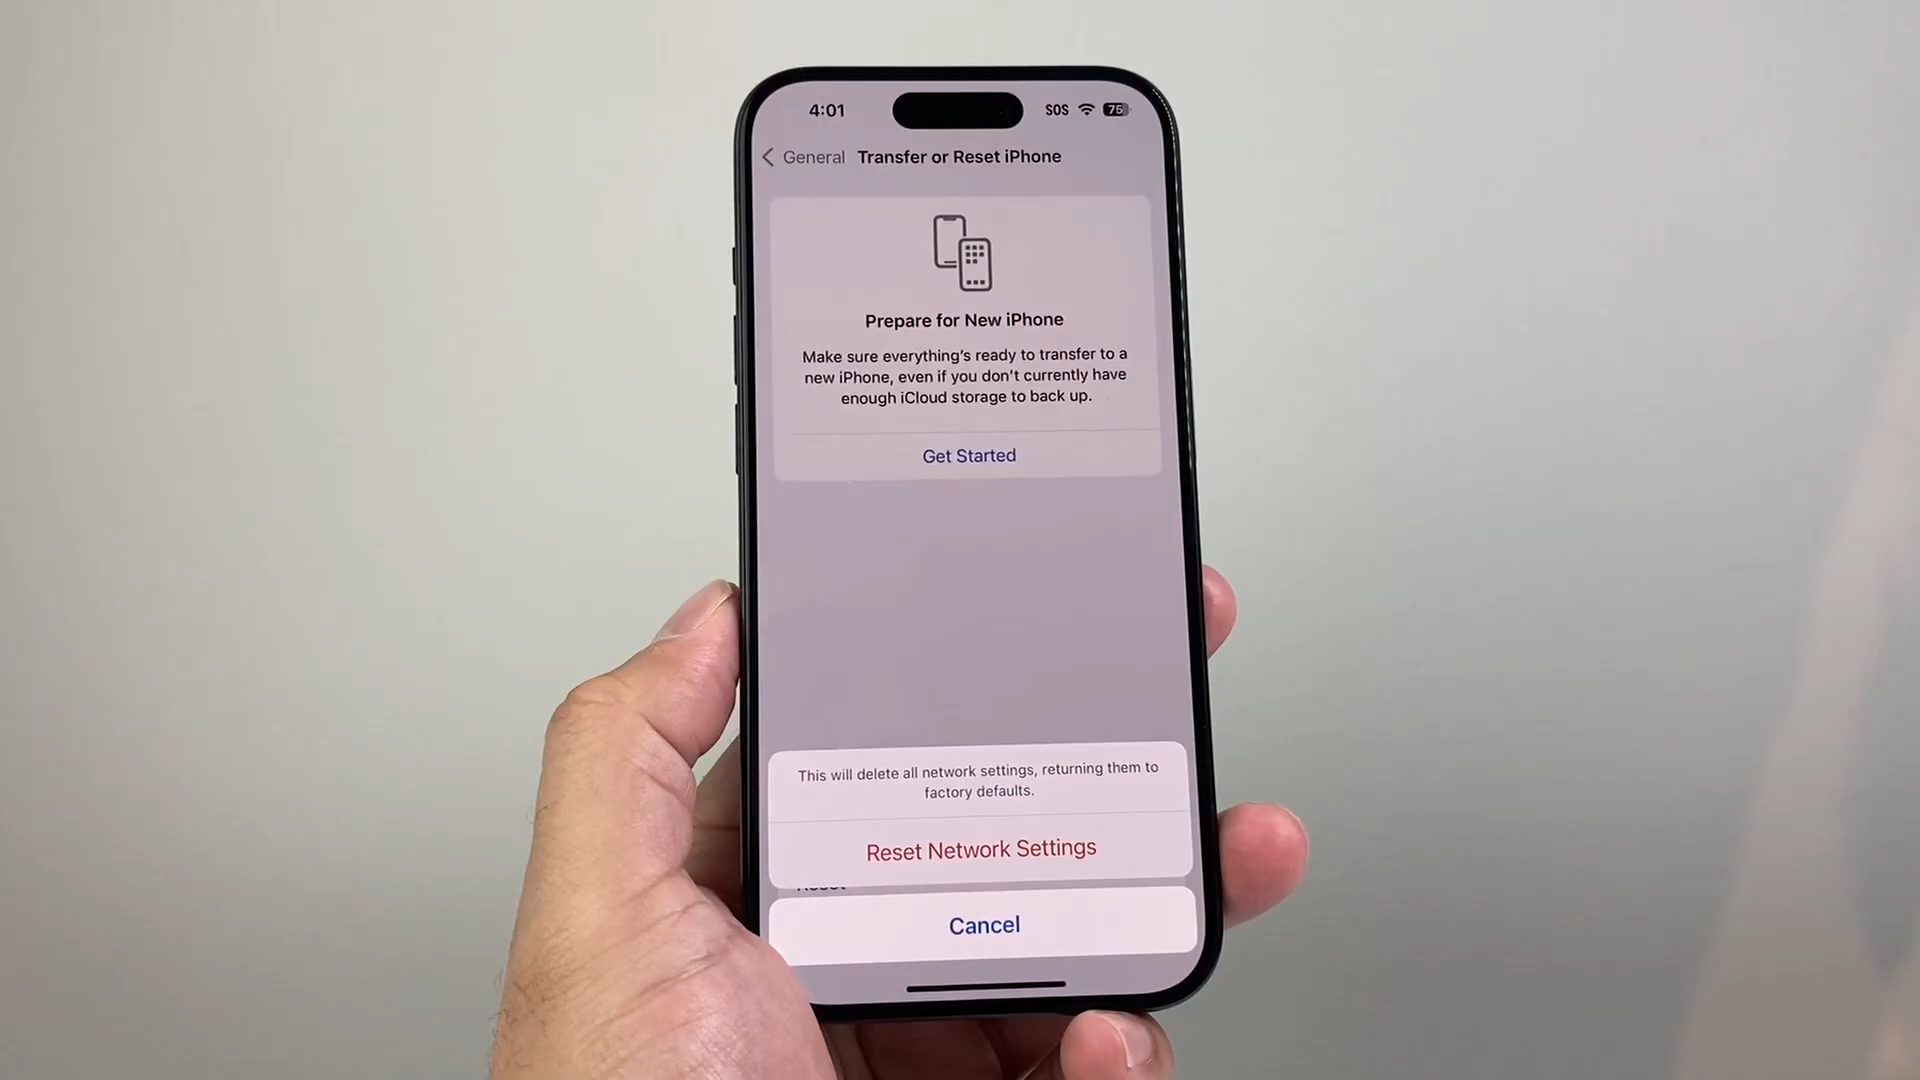 4:01
SOS
75
General Transfer or Reset iPhone
Prepare for New iPhone
Make sure everything's ready to transfer to a
new iPhone, even if you don't currently have
enough iCloud storage to back up.
Get Started
This will delete all network settings, returning them to
factory defaults.
Reset Network Settings
Cancel